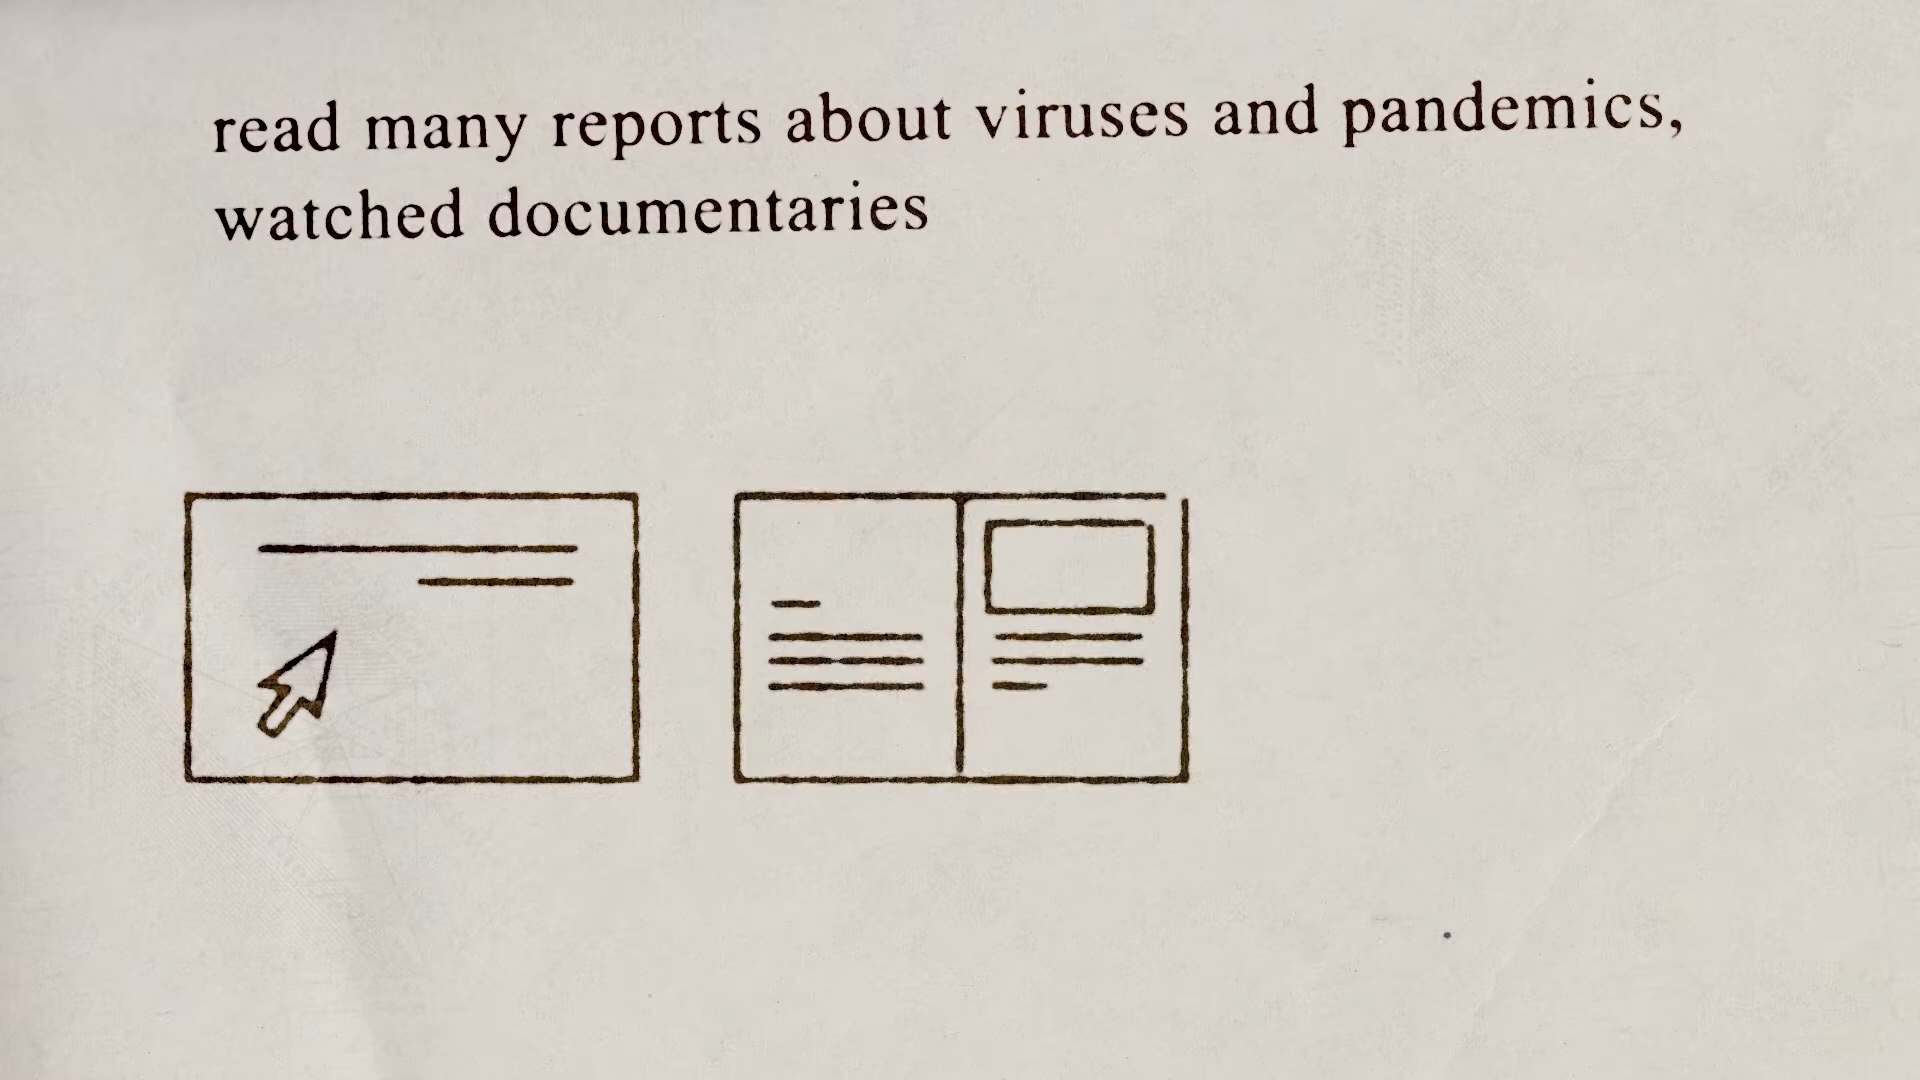 read many reports about viruses and pandemics,
watched documentaries